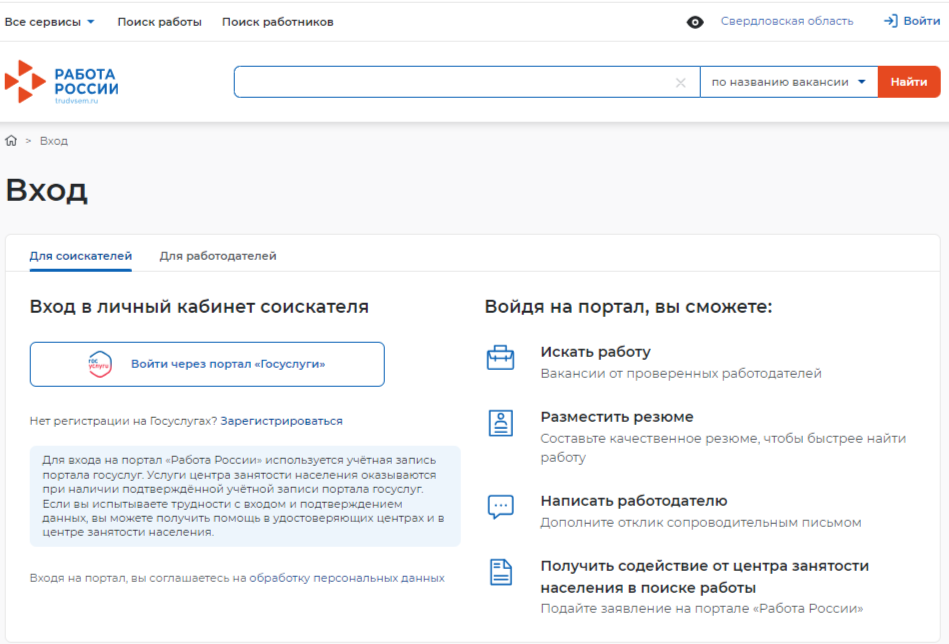 Все сервисы Поиск работы Поиск работников Свердловская область Войти
РАБОТА
РОССИИ
trudvsem.ru
по названию вакансии Найти
> Вход
Вход
Для соискателей Для работодателей
Вход в личный кабинет соискателя
гос
услуги
Войти через портал «Госуслуги»
Нет регистрации на Госуслугах? Зарегистрироваться
Для входа на портал «Работа России» используется учётная запись
портала госуслуг. Услуги центра занятости населения оказываются
при наличии подтверждённой учётной записи портала госуслуг.
Если вы испытываете трудности с входом и подтверждением
данных, вы можете получить помощь в удостоверяющих центрах и в
центре занятости населения.
Входя на портал, вы соглашаетесь на обработку персональных данных
Войдя на портал, вы сможете:
Искать работу
Вакансии от проверенных работодателей
Разместить резюме
Составьте качественное резюме, чтобы быстрее найти
работу
Написать работодателю
Дополните отклик сопроводительным письмом
Получить содействие от центра занятости
населения в поиске работы
Подайте заявление на портале «Работа России»